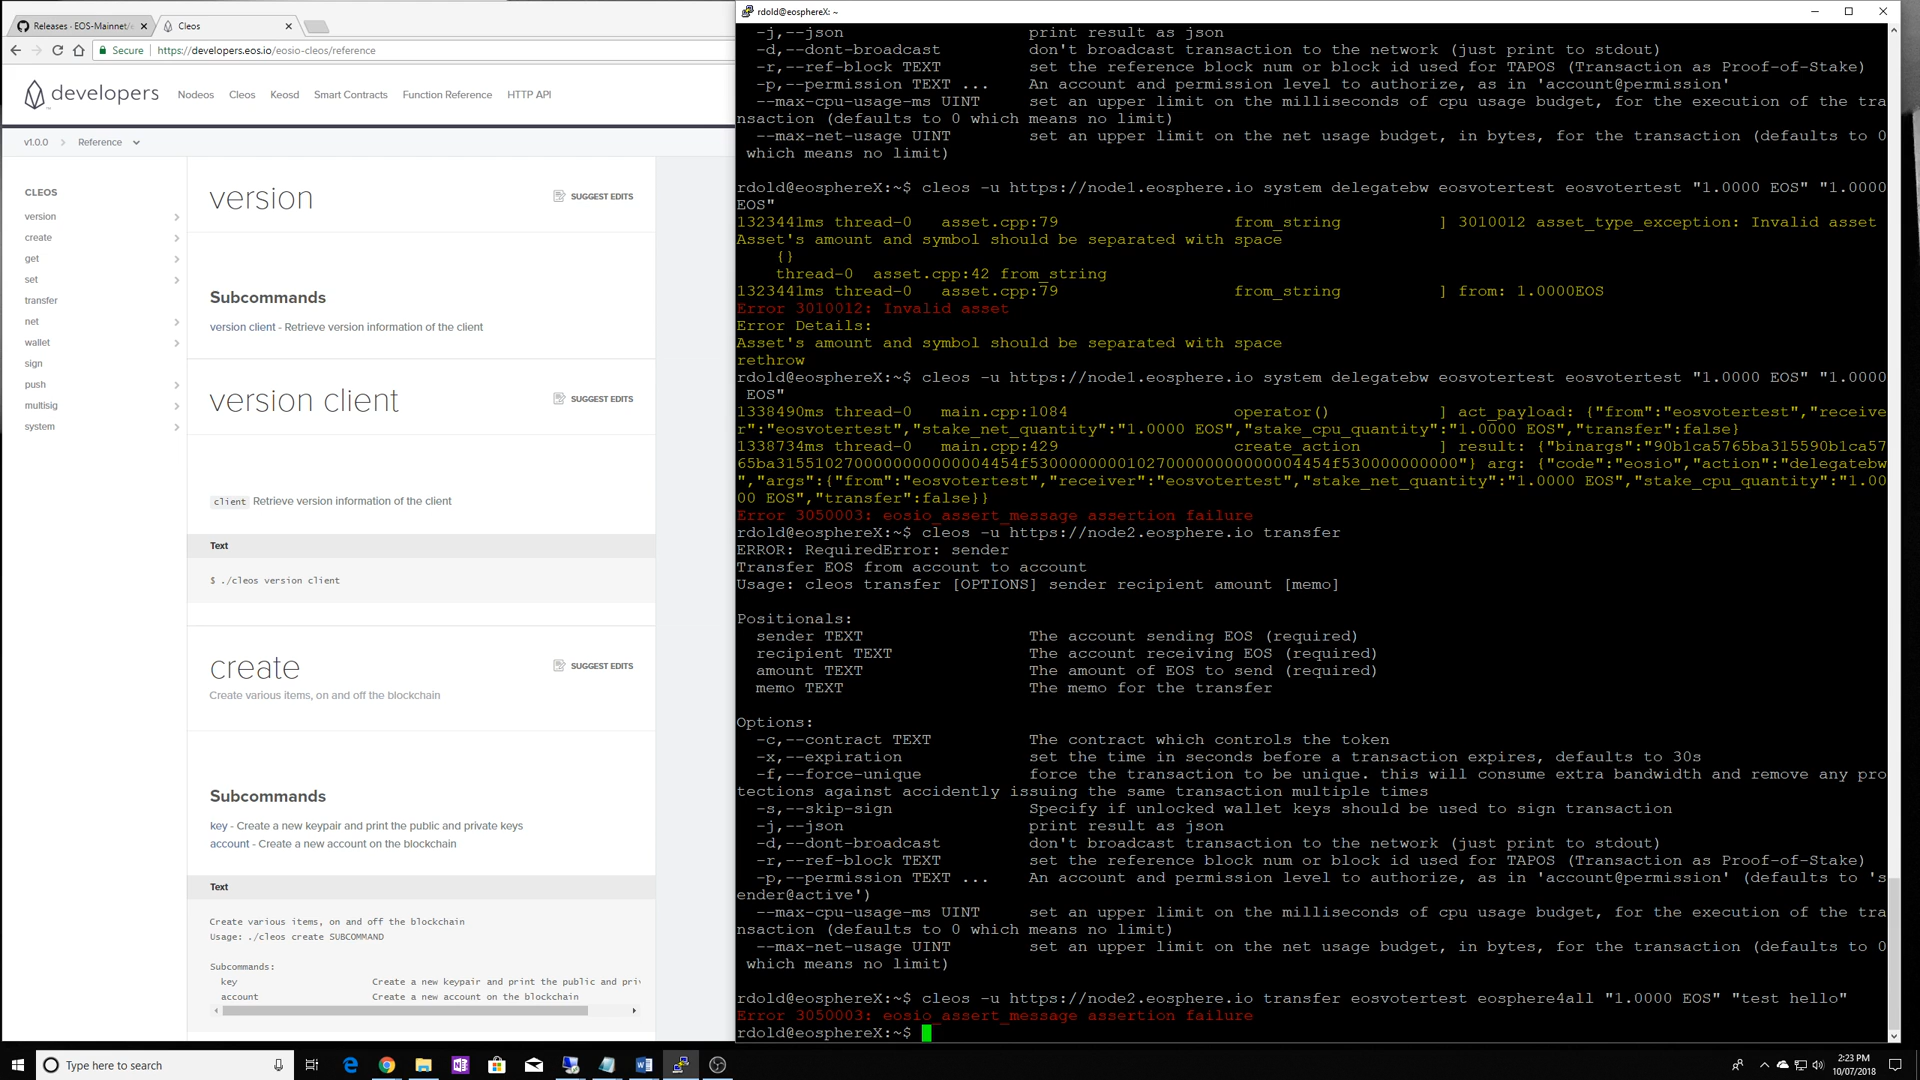 Releases · EOS-Mainnet/
Cleos
Secure
https://developers.eos.io/eosio-cleos/reference
developers
Nodeos
Cleos
Keosd
Smart Contracts
Function Reference
HTTP API
v1.0.0
Reference
CLEOS
version
create
get
set
transfer
net
wallet
sign
push
multisig
system
version
SUGGEST EDITS
Subcommands
version client - Retrieve version information of the client
version client
SUGGEST EDITS
client Retrieve version information of the client
Text
$ ./cleos version client
create
SUGGEST EDITS
Create various items, on and off the blockchain
Subcommands
key - Create a new keypair and print the public and private keys
account - Create a new account on the blockchain
Text
Create various items, on and off the blockchain
Usage: ./cleos create SUBCOMMAND
Subcommands:
key Create a new keypair and print the public and pri
account Create a new account on the blockchain
rdold@eosphereX: ~
-j,--json print result as json
-d,--dont-broadcast don't broadcast transaction to the network (just print to stdout)
-r,--ref-block TEXT set the reference block num or block id used for TAPOS (Transaction as Proof-of-Stake)
-p,--permission TEXT ... An account and permission level to authorize, as in 'account@permission'
--max-cpu-usage-ms UINT set an upper limit on the milliseconds of cpu usage budget, for the execution of the tra
nsaction (defaults to 0 which means no limit)
--max-net-usage UINT set an upper limit on the net usage budget, in bytes, for the transaction (defaults to 0
which means no limit)
rdold@eosphereX:~$ cleos -u https://node1.eosphere.io system delegatebw eosvotertest eosvotertest "1.0000 EOS" "1.0000
EOS"
1323441ms thread-0 asset.cpp:79 from_string ] 3010012 asset_type_exception: Invalid asset
Asset's amount and symbol should be separated with space
{}
thread-0 asset.cpp:42 from_string
1323441ms thread-0 asset.cpp:79 from_string ] from: 1.0000EOS
Error 3010012: Invalid asset
Error Details:
Asset's amount and symbol should be separated with space
rethrow
rdold@eosphereX:~$ cleos -u https://node1.eosphere.io system delegatebw eosvotertest eosvotertest "1.0000 EOS" "1.0000
EOS"
1338490ms thread-0 main.cpp:1084 operator() ] act_payload: {"from":"eosvotertest","receive
r":"eosvotertest","stake_net_quantity":"1.0000 EOS","stake_cpu_quantity":"1.0000 EOS","transfer":false}
1338734ms thread-0 main.cpp:429 create_action ] result: {"binargs":"90b1ca5765ba315590b1ca57
65ba3155102700000000000004454f5300000000102700000000000004454f5300000000 00"} arg: {"code":"eosio","action":"delegatebw
","args":{"from":"eosvotertest","receiver":"eosvotertest","stake_net_quantity":"1.0000 EOS","stake_cpu_quantity":"1.00
00 EOS","transfer":false}}
Error 3050003: eosio_assert_message assertion failure
rdold@eosphereX:~$ cleos -u https://node2.eosphere.io transfer
ERROR: RequiredError: sender
Transfer EOS from account to account
Usage: cleos transfer [OPTIONS] sender recipient amount [memo]
Positionals:
sender TEXT The account sending EOS (required)
recipient TEXT The account receiving EOS (required)
amount TEXT The amount of EOS to send (required)
memo TEXT The memo for the transfer
Options:
-c,--contract TEXT The contract which controls the token
-x,--expiration set the time in seconds before a transaction expires, defaults to 30s
-f,--force-unique force the transaction to be unique. this will consume extra bandwidth and remove any pro
tections against accidently issuing the same transaction multiple times
-s,--skip-sign Specify if unlocked wallet keys should be used to sign transaction
-j,--json print result as json
-d,--dont-broadcast don't broadcast transaction to the network (just print to stdout)
-r,--ref-block TEXT set the reference block num or block id used for TAPOS (Transaction as Proof-of-Stake)
-p,--permission TEXT ... An account and permission level to authorize, as in 'account@permission' (defaults to 's
ender@active')
--max-cpu-usage-ms UINT set an upper limit on the milliseconds of cpu usage budget, for the execution of the tra
nsaction (defaults to 0 which means no limit)
--max-net-usage UINT set an upper limit on the net usage budget, in bytes, for the transaction (defaults to 0
which means no limit)
rdold@eosphereX:~$ cleos -u https://node2.eosphere.io transfer eosvotertest eosphere4all "1.0000 EOS" "test hello"
Error 3050003: eosio_assert_message assertion failure
rdold@eosphereX:~$
Type here to search
2:23 PM
10/07/2018